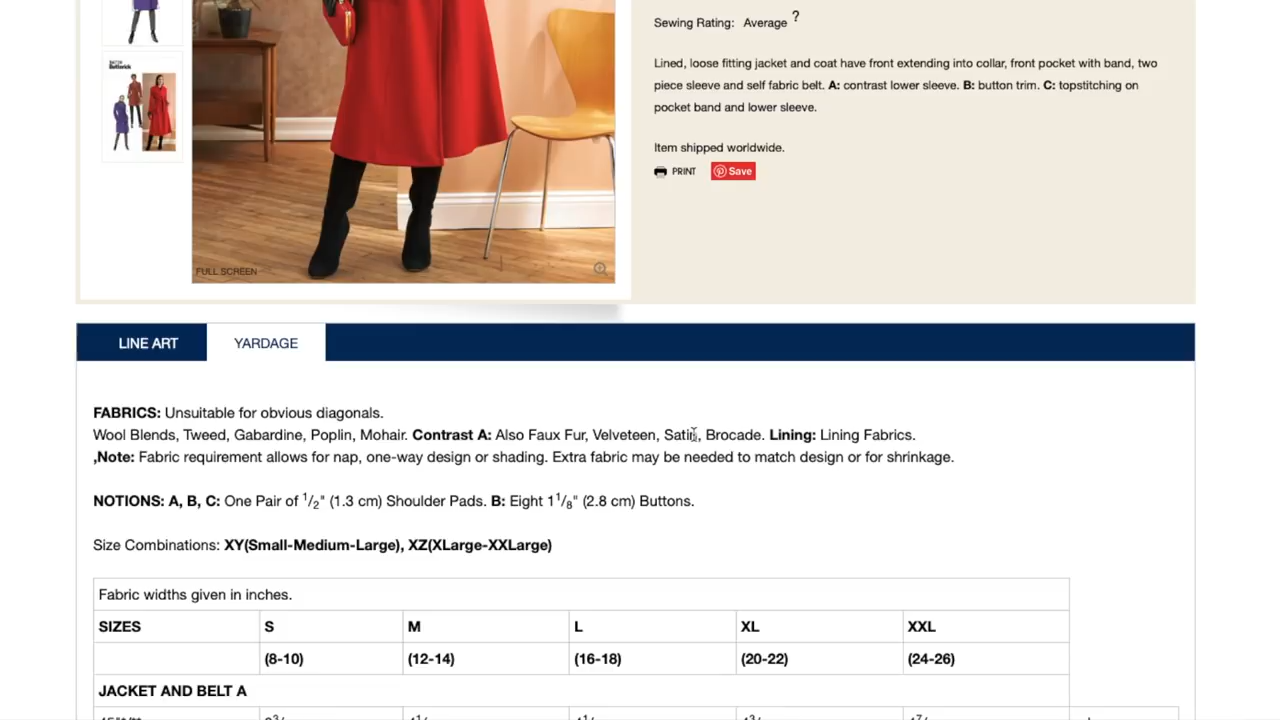 Butterick
Sewing Rating: Average ?
Lined, loose fitting jacket and coat have front extending into collar, front pocket with band, two
piece sleeve and self fabric belt. A: contrast lower sleeve. B: button trim. C: topstitching on
pocket band and lower sleeve.
Item shipped worldwide.
PRINT Save
FULL SCREEN
LINE ART YARDAGE
FABRICS: Unsuitable for obvious diagonals.
Wool Blends, Tweed, Gabardine, Poplin, Mohair. Contrast A: Also Faux Fur, Velveteen, Satin, Brocade. Lining: Lining Fabrics.
,Note: Fabric requirement allows for nap, one-way design or shading. Extra fabric may be needed to match design or for shrinkage.
NOTIONS: A, B, C: One Pair of 1/2" (1.3 cm) Shoulder Pads. B: Eight 1 1/8" (2.8 cm) Buttons.
Size Combinations: XY(Small-Medium-Large), XZ(XLarge-XXLarge)
Fabric widths given in inches.
SIZES S M L XL XXL
(8-10) (12-14) (16-18) (20-22) (24-26)
JACKET AND BELT A